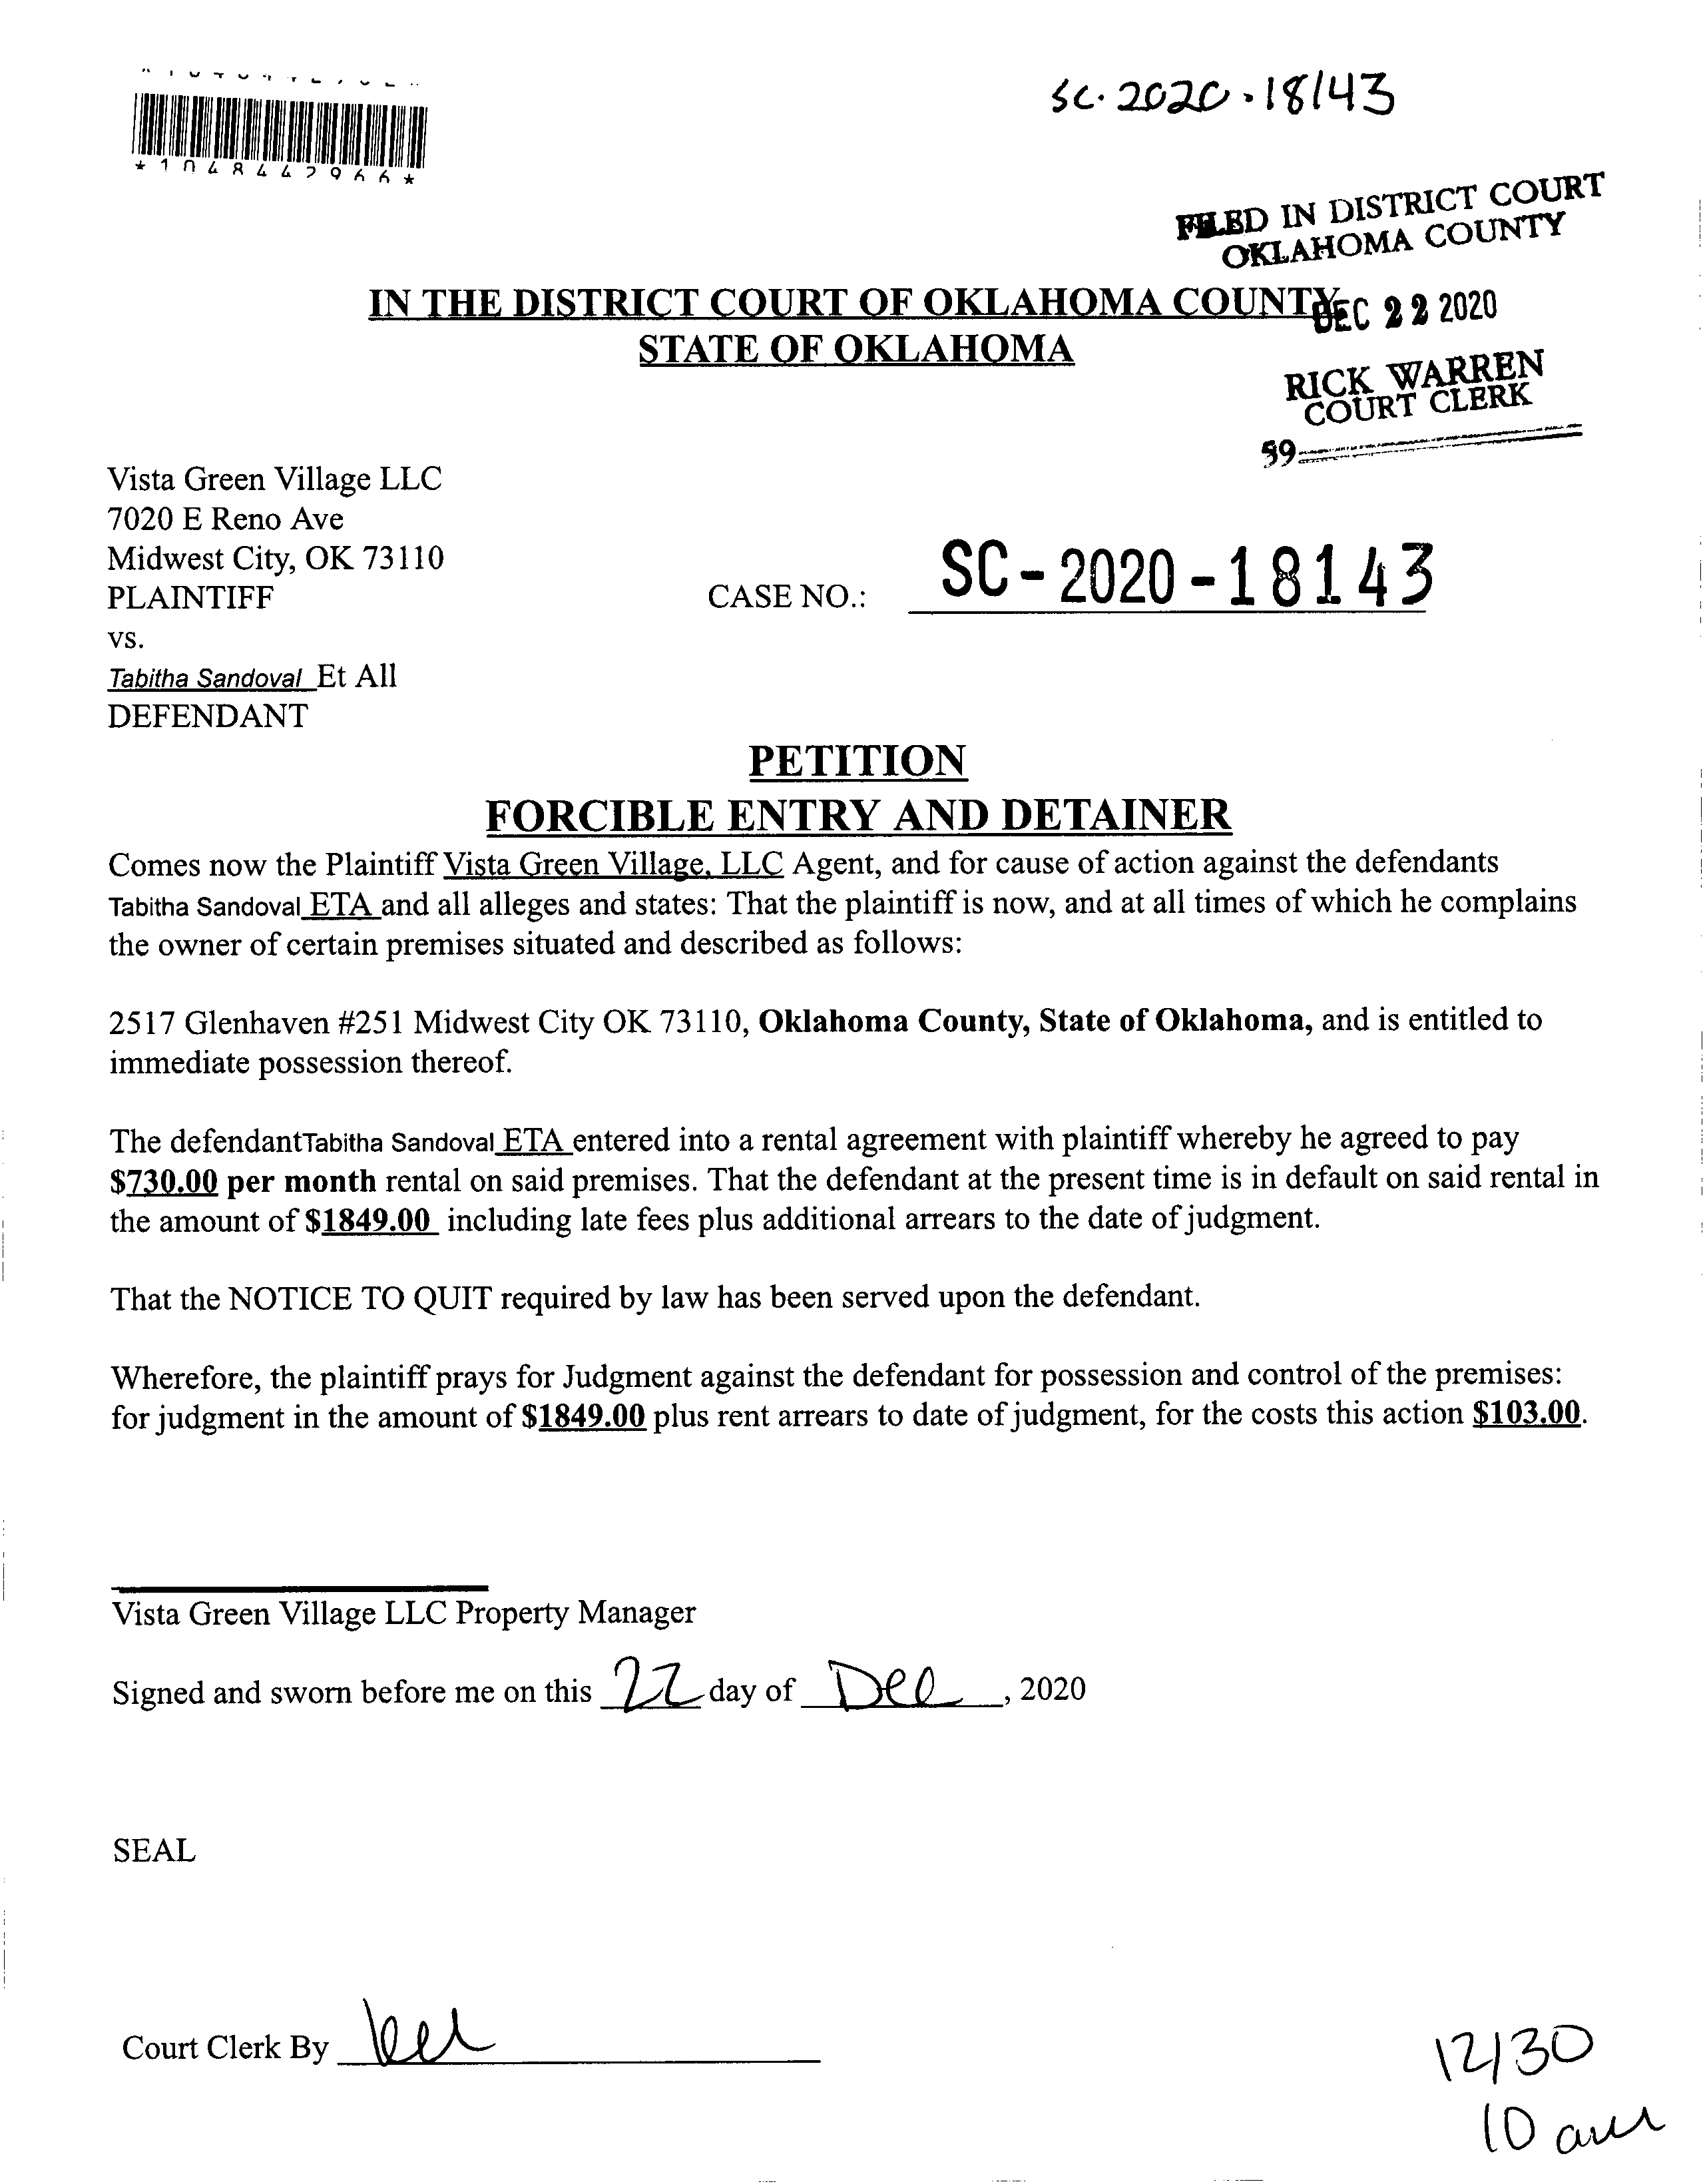 *1048442966*
SC. 2020 - 18143
FILED IN DISTRICT COURT
OKLAHOMA COUNTY
IN THE DISTRICT COURT OF OKLAHOMA COUNTY
DEC 22 2020
STATE OF OKLAHOMA
RICK WARREN
COURT CLERK
59
Vista Green Village LLC
7020 E Reno Ave
Midwest City, OK 73110
PLAINTIFF
CASE NO.: SC-2020-18143
vs.
Tabitha Sandoval Et All
DEFENDANT
PETITION
FORCIBLE ENTRY AND DETAINER
Comes now the Plaintiff Vista Green Village, LLC Agent, and for cause of action against the defendants
Tabitha Sandoval ETA and all alleges and states: That the plaintiff is now, and at all times of which he complains
the owner of certain premises situated and described as follows:
2517 Glenhaven #251 Midwest City OK 73110, Oklahoma County, State of Oklahoma, and is entitled to
immediate possession thereof.
The defendantTabitha Sandoval ETA entered into a rental agreement with plaintiff whereby he agreed to pay
$730.00 per month rental on said premises. That the defendant at the present time is in default on said rental in
the amount of $1849.00 including late fees plus additional arrears to the date of judgment.
That the NOTICE TO QUIT required by law has been served upon the defendant.
Wherefore, the plaintiff prays for Judgment against the defendant for possession and control of the premises:
for judgment in the amount of $1849.00 plus rent arrears to date of judgment, for the costs this action $103.00.
Vista Green Village LLC Property Manager
Signed and sworn before me on this 22 day of Dec, 2020
SEAL
Court Clerk By
12/30
10 am